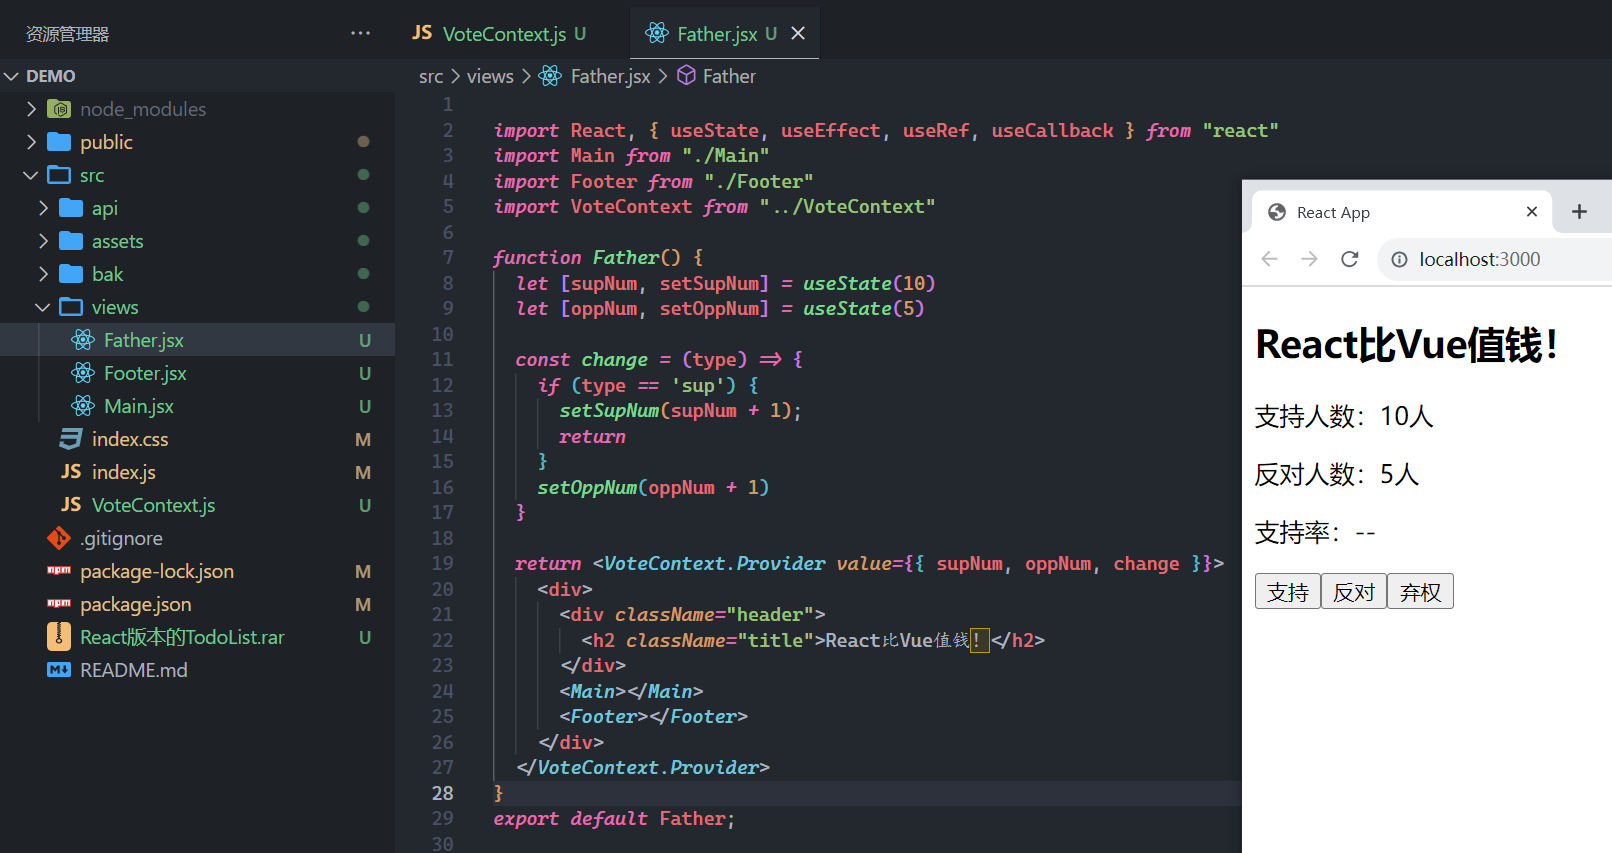 资源管理器
···
DEMO
node_modules
public
src
api
assets
bak
views
Father.jsx U
Footer.jsx U
Main.jsx U
index.css M
JS index.js M
JS VoteContext.js U
.gitignore
npm package-lock.json M
npm package.json M
React版本的TodoList.rar U
README.md
JS VoteContext.js U
Father.jsx U
src > views > Father.jsx > Father
1
2 import React, { useState, useEffect, useRef, useCallback } from "react"
3 import Main from "./Main"
4 import Footer from "./Footer"
5 import VoteContext from "../VoteContext"
6
7 function Father() {
8 let [supNum, setSupNum] = useState(10)
9 let [oppNum, setOppNum] = useState(5)
10
11 const change = (type) => {
12 if (type == 'sup') {
13 setSupNum(supNum + 1);
14 return
15 }
16 setOppNum(oppNum + 1)
17 }
18
19 return <VoteContext.Provider value={{ supNum, oppNum, change }}>
20 <div>
21 <div className="header">
22 <h2 className="title">React比Vue值钱！</h2>
23 </div>
24 <Main></Main>
25 <Footer></Footer>
26 </div>
27 </VoteContext.Provider>
28 }
29 export default Father;
30
React App
localhost:3000
React比Vue值钱！
支持人数：10人
反对人数：5人
支持率：--
支持 反对 弃权